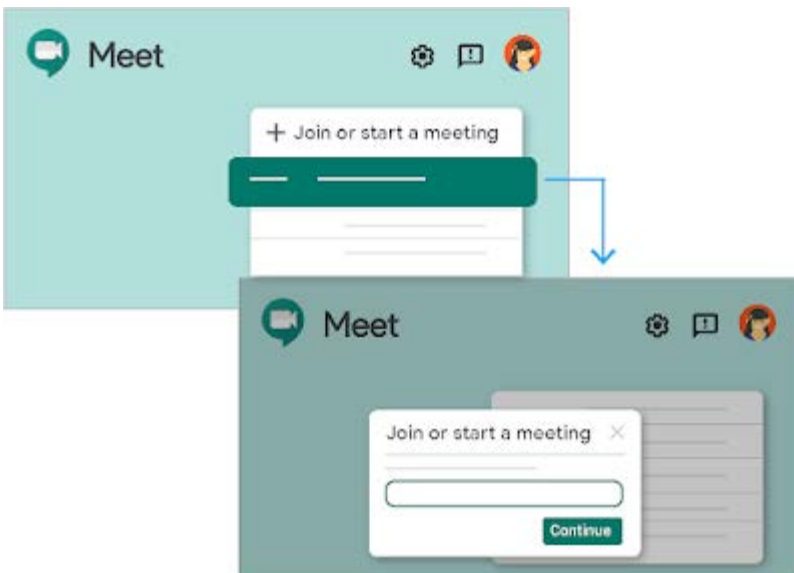 Meet
+ Join or start a meeting
Meet
Join or start a meeting
Continue